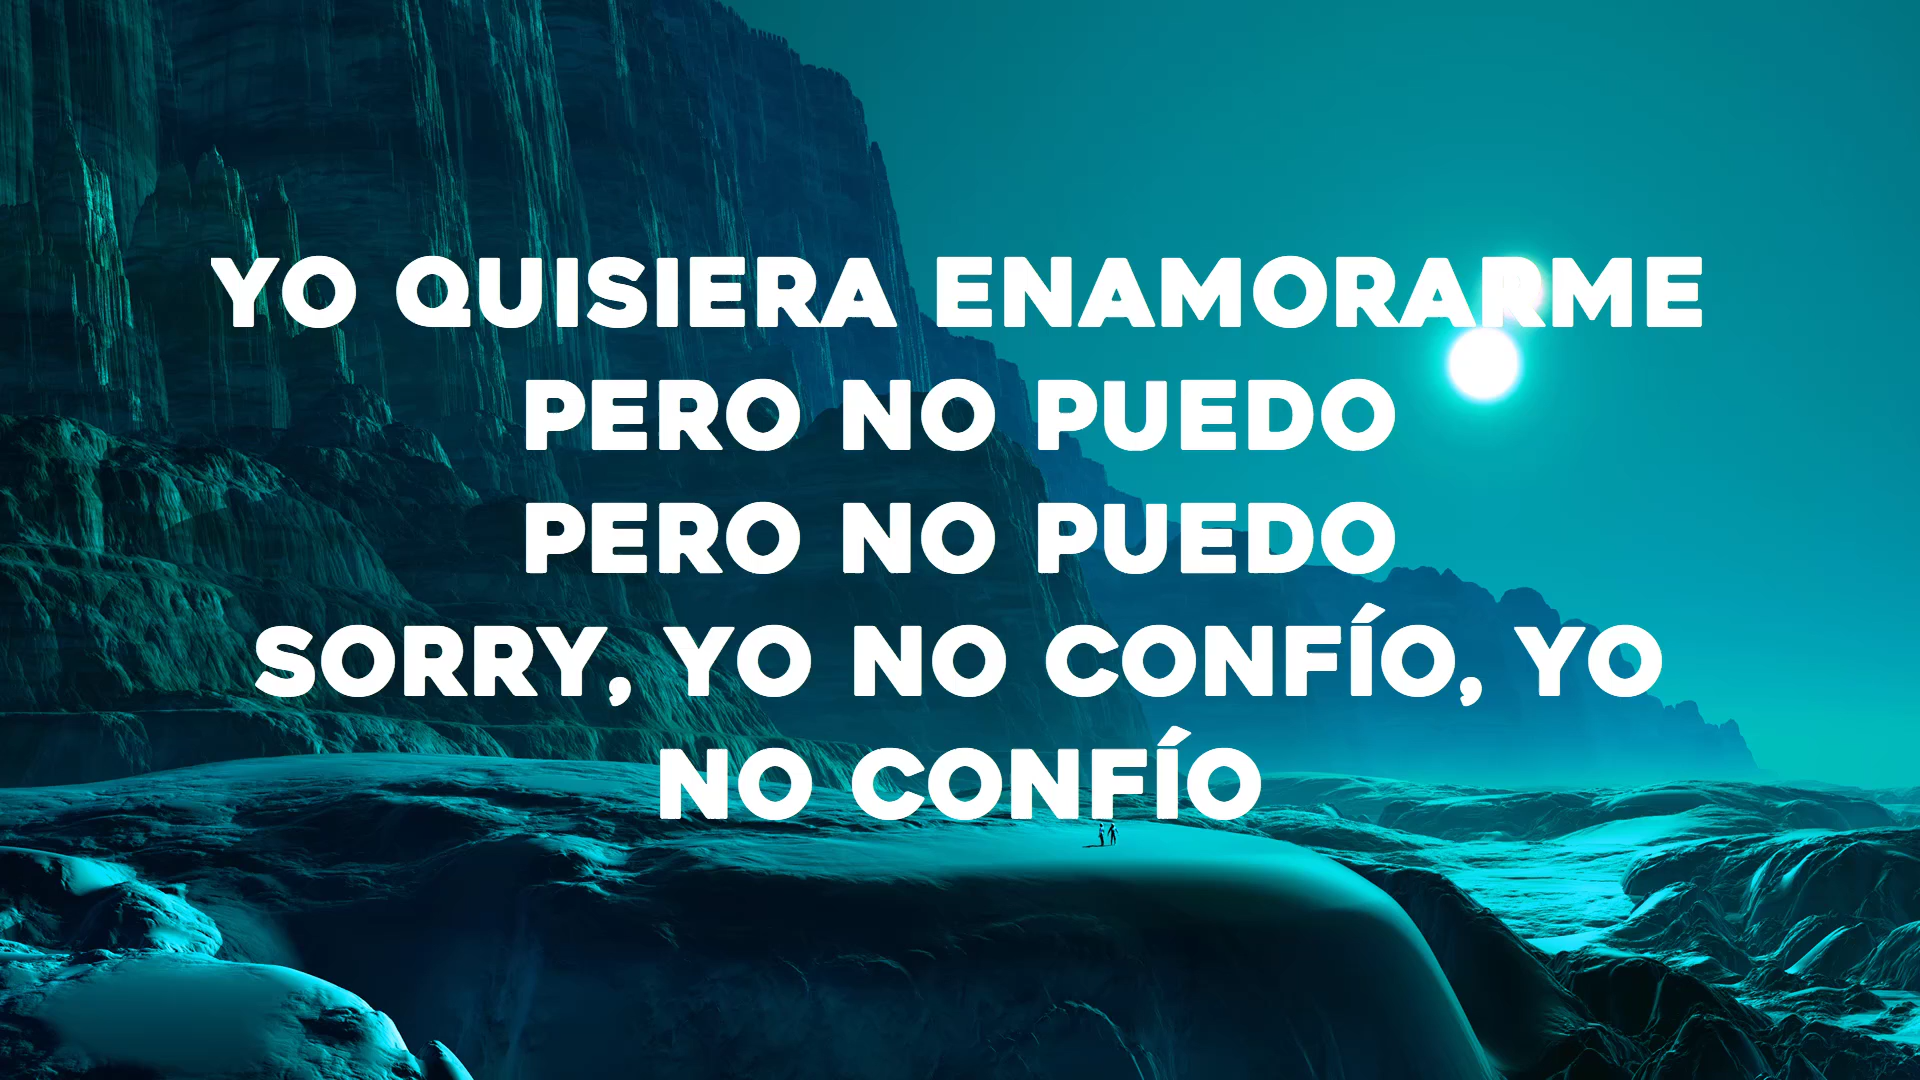 YO QUISIERA ENAMORARME
PERO NO PUEDO
PERO NO PUEDO
SORRY, YO NO CONFÍO, YO
NO CONFÍO